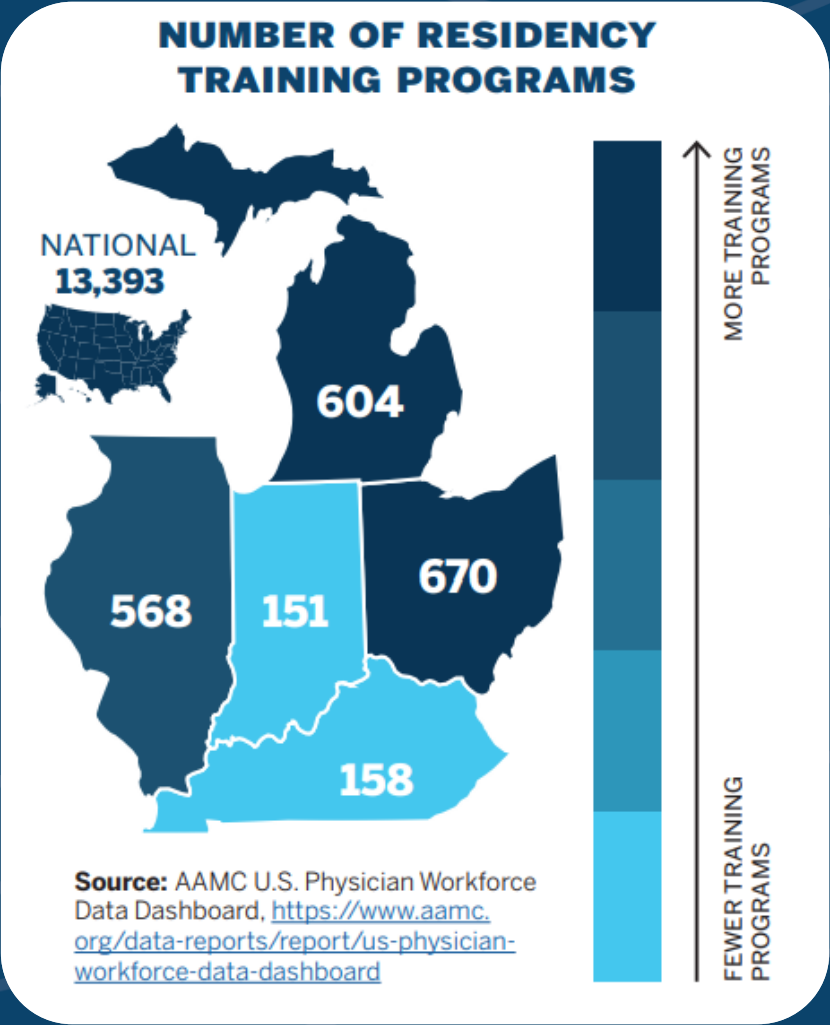 NUMBER OF RESIDENCY
TRAINING PROGRAMS
NATIONAL
13,393
604
568
151
670
158
MORE TRAINING
PROGRAMS
FEWER TRAINING
PROGRAMS
Source: AAMC U.S. Physician Workforce
Data Dashboard, https://www.aamc.
org/data-reports/report/us-physician-
workforce-data-dashboard